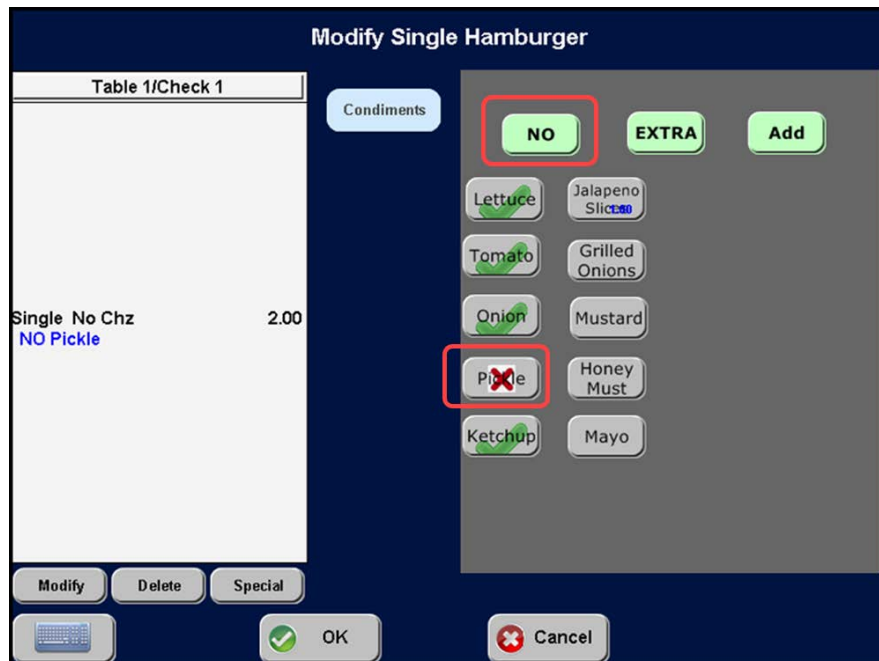 Modify Single Hamburger
Table 1/Check 1
Single No Chz 2.00
NO Pickle
Condiments
NO EXTRA Add
Lettuce
Jalapeno
Slices
Tomato
Grilled
Onions
Onion
Mustard
Pickle
Honey
Must
Ketchup
Mayo
Modify Delete Special
OK Cancel